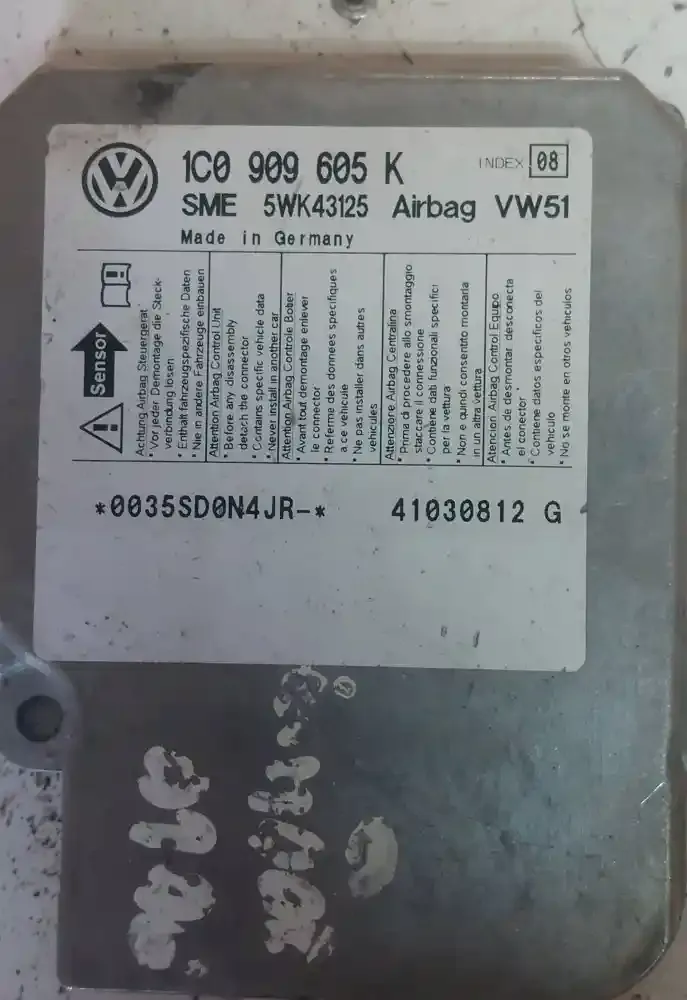 1C0 909 605 K
INDEX 08
SME 5WK43125 Airbag VW51
Made in Germany
Sensor
Achtung Airbag Steuergerät
* Vor jeder Demontage die Steck-
verbindung lösen
* Enthält fahrzeugspezifische Daten
* Nie in andere Fahrzeuge einbauen
Attention Airbag Control Unit
* Before any disassembly
detach the connector
* Contains specific vehicle data
* Never install in another car
Attention Airbag Controle Boitier
* Avant tout demontage enlever
le connector
* Referme des donnees specifiques
a ce vehicule
* Ne pas installer dans autres
vehicules
Attenzione Airbag Centralina
* Prima di procedere allo smontaggio
staccare il connessione
* Contiene dati funzionali specifici
per la vettura
* Non e quindi consentito montarla
in un altra vettura
Atencion Airbag Control Equipo
* Antes de desmontar desconecta
el conector
* Contiene datos especificos del
vehiculo
* No se monte en otros vehiculos
*0035SD0N4JR-* 41030812 G